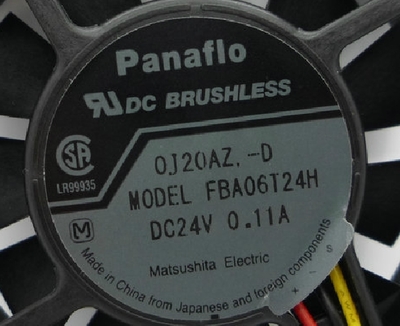 Panaflo
DC BRUSHLESS
LR99935
OJ20AZ.-D
MODEL FBA06T24H
DC24V 0.11A
M
Matsushita Electric
Made in China from Japanese and foreign components
+ - S